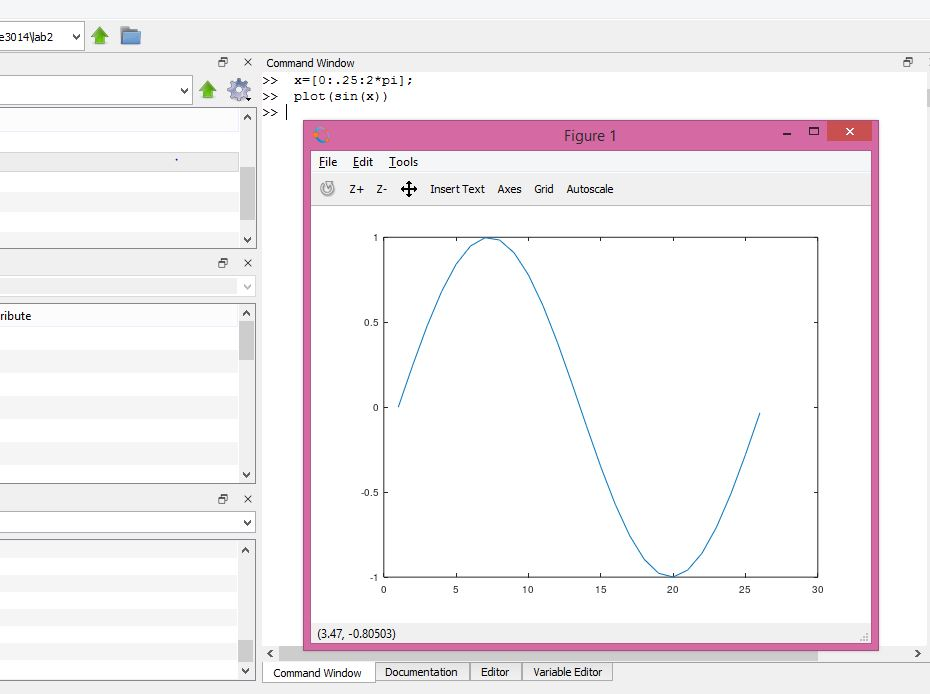 e3014\lab2
Command Window
>> x=[0:.25:2*pi];
>> plot(sin(x))
>>
Figure 1
File Edit Tools
Z+ Z- Insert Text Axes Grid Autoscale
ribute
1
0.5
0
-0.5
-1
0 5 10 15 20 25 30
(3.47, -0.80503)
Command Window Documentation Editor Variable Editor